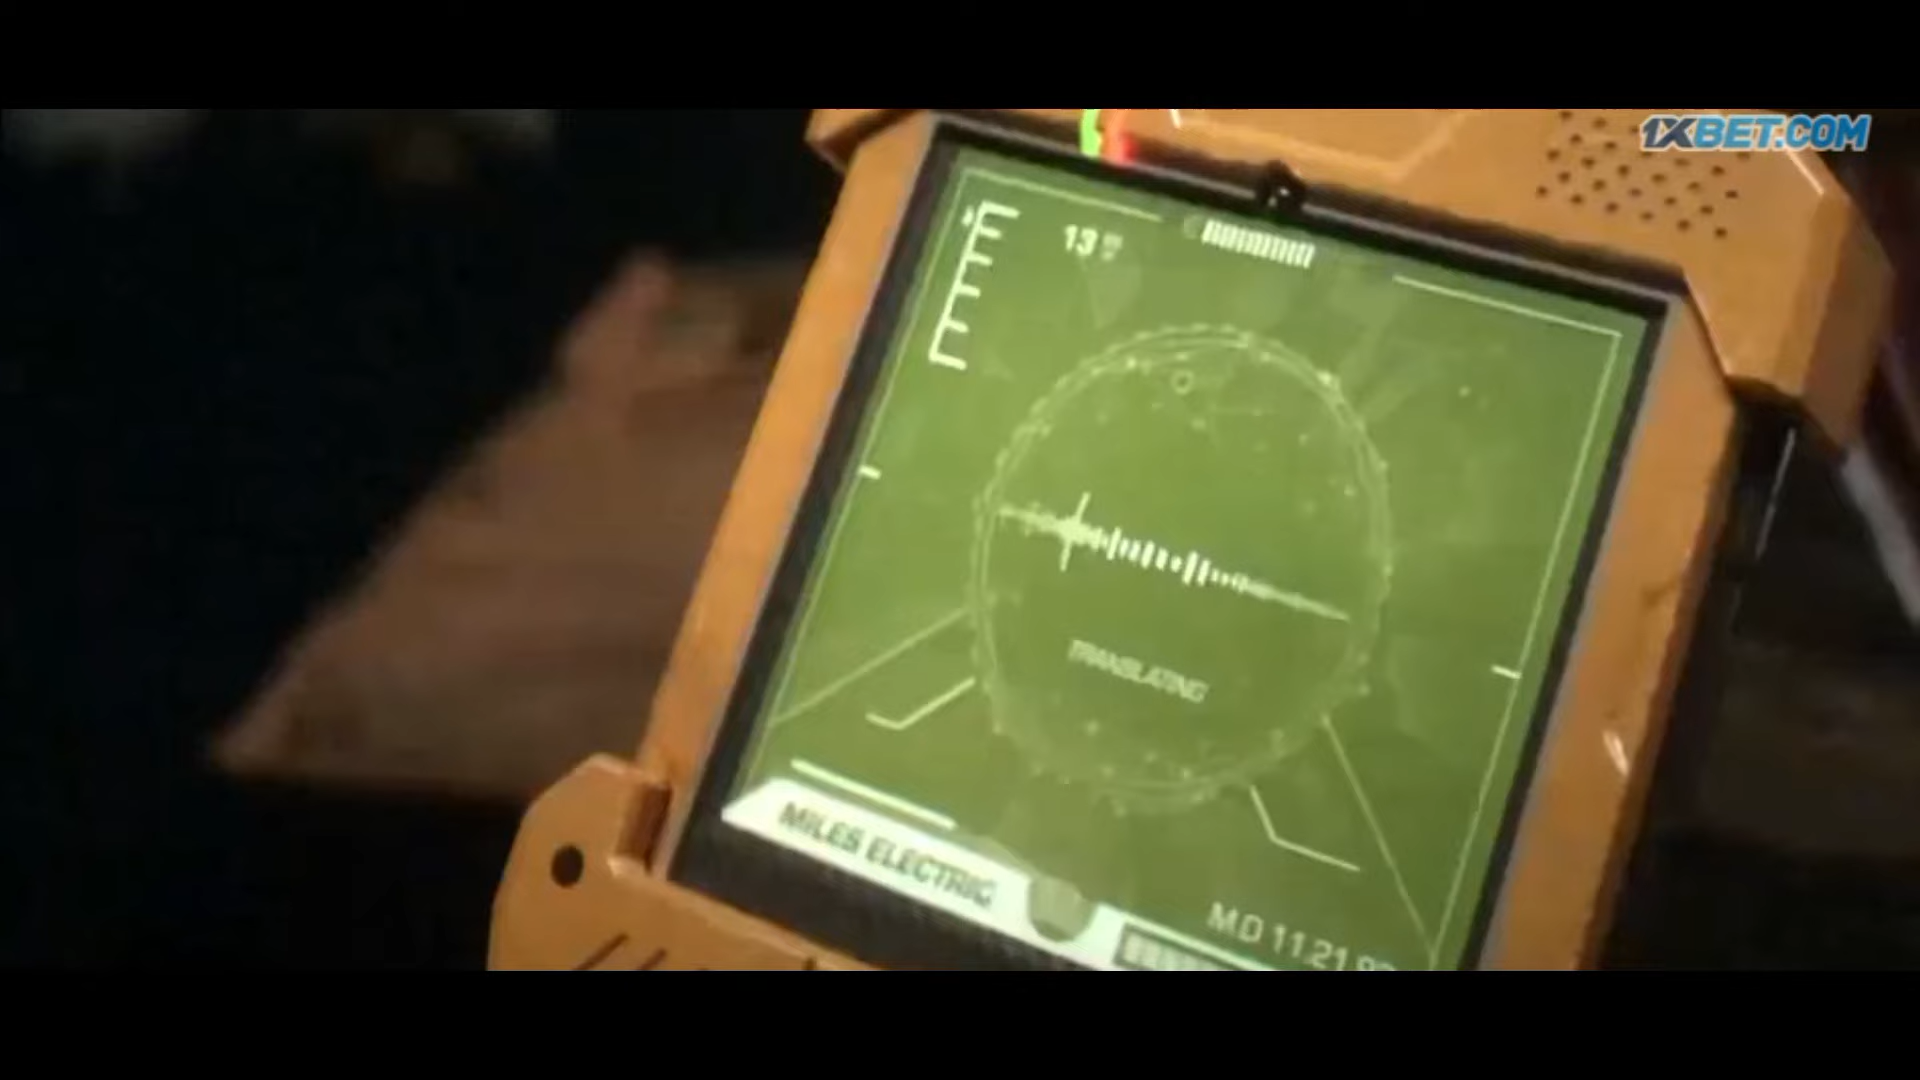 1XBET.COM
13
TRANSLATING
MILES ELECTRIC
M.D 11.21.